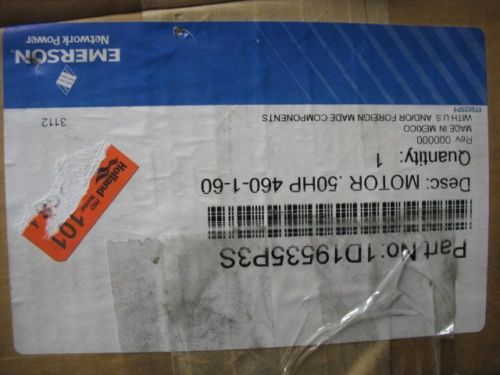 Part No:1D19535P3S
Desc: MOTOR .50HP 460-1-60
Quantity: 1
Rev 000000
MADE IN MEXICO
WITH U.S. AND/OR FOREIGN MADE COMPONENTS
3112
EMERSON
Network Power
Holland
101